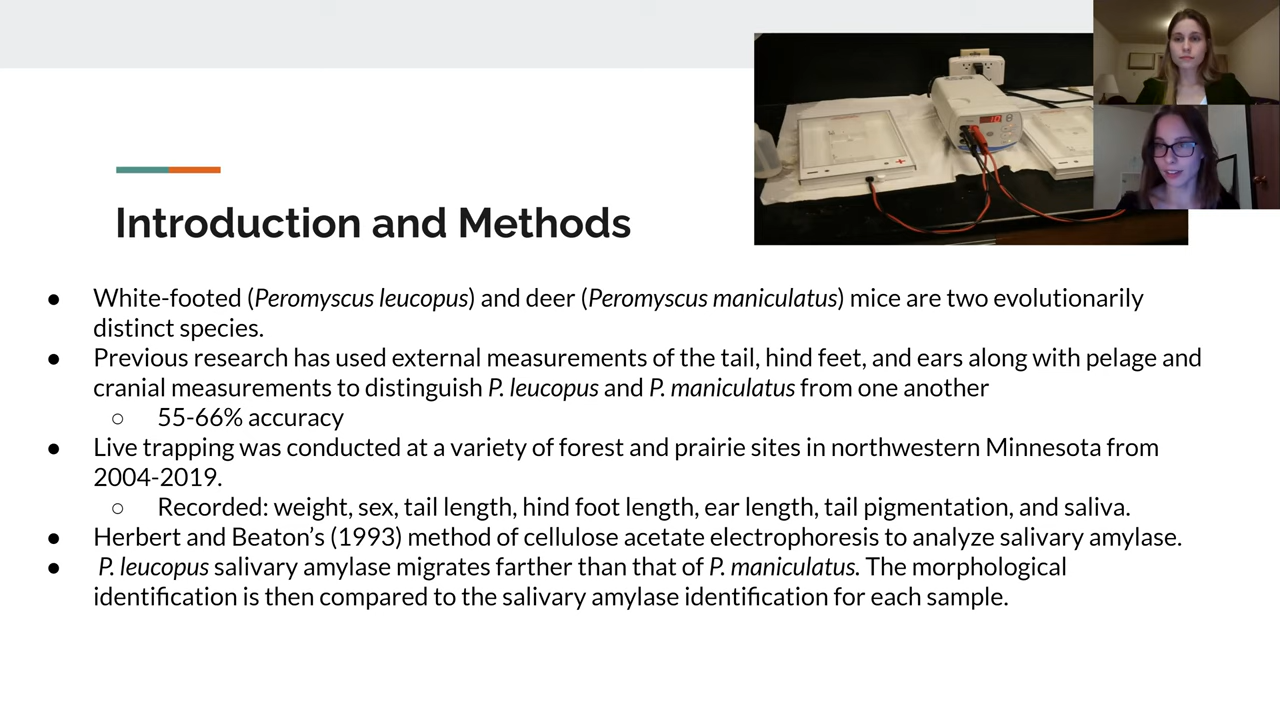 Introduction and Methods
● White-footed (Peromyscus leucopus) and deer (Peromyscus maniculatus) mice are two evolutionarily
distinct species.
● Previous research has used external measurements of the tail, hind feet, and ears along with pelage and
cranial measurements to distinguish P. leucopus and P. maniculatus from one another
○ 55-66% accuracy
● Live trapping was conducted at a variety of forest and prairie sites in northwestern Minnesota from
2004-2019.
○ Recorded: weight, sex, tail length, hind foot length, ear length, tail pigmentation, and saliva.
● Herbert and Beaton’s (1993) method of cellulose acetate electrophoresis to analyze salivary amylase.
● P. leucopus salivary amylase migrates farther than that of P. maniculatus. The morphological
identification is then compared to the salivary amylase identification for each sample.